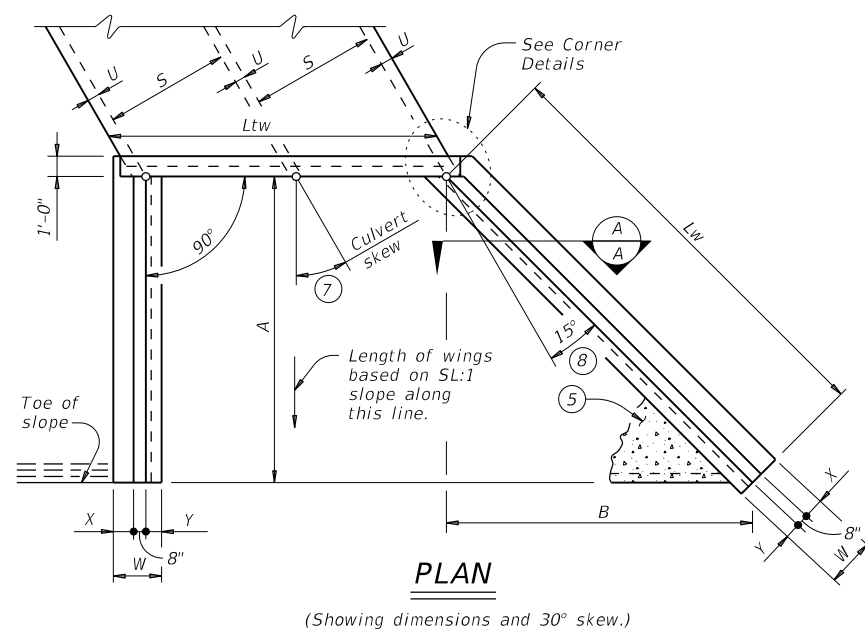 U
S
U
S
U
See Corner
Details
Ltw
1'-0"
90°
Culvert
skew
7
A
A
Lw
A
15°
8
Length of wings
based on SL:1
slope along
this line.
5
Toe of
slope
X
Y
8"
W
B
X
8"
Y
W
PLAN
(Showing dimensions and 30° skew.)